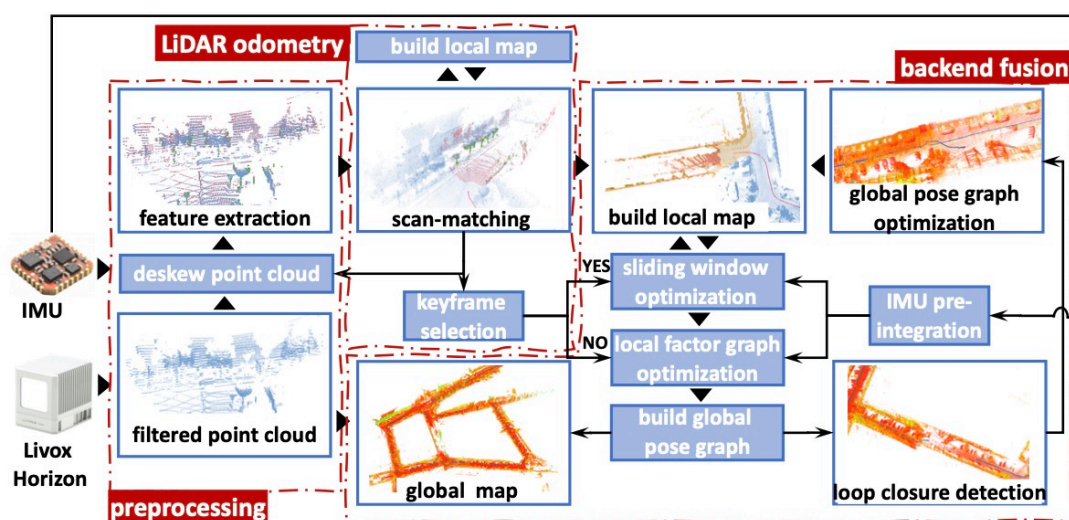 LiDAR odometry
build local map
backend fusion
feature extraction
scan-matching
build local map
global pose graph
optimization
IMU
deskew point cloud
keyframe
selection
YES
sliding window
optimization
IMU pre-
integration
NO
local factor graph
optimization
Livox
Horizon
filtered point cloud
global map
build global
pose graph
loop closure detection
preprocessing